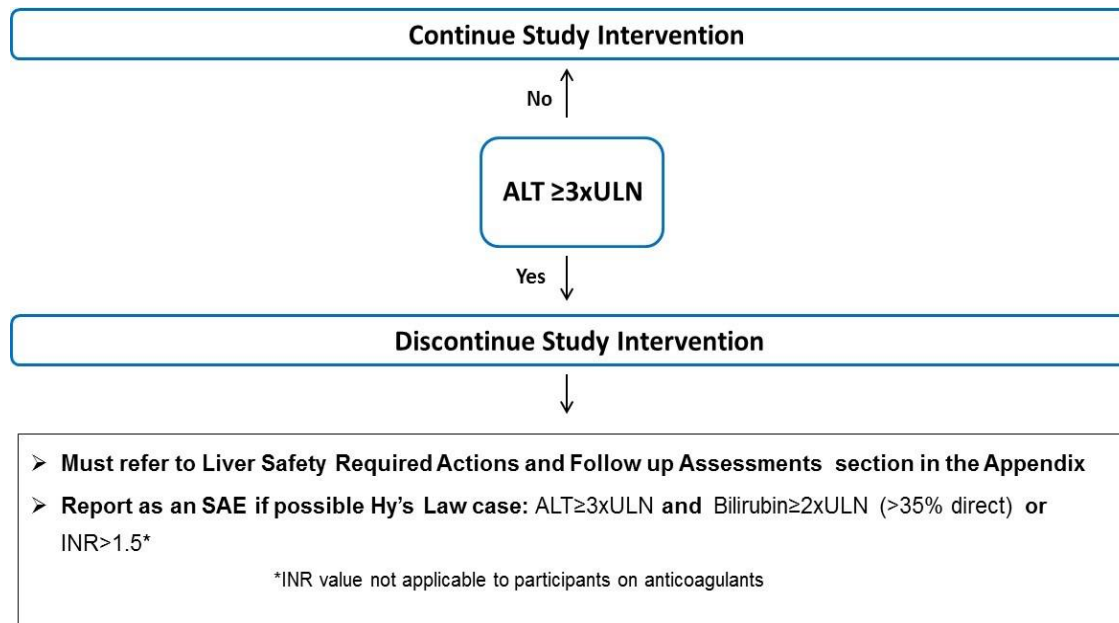 Continue Study Intervention
No
ALT ≥3xULN
Yes
Discontinue Study Intervention
➢ Must refer to Liver Safety Required Actions and Follow up Assessments section in the Appendix
➢ Report as an SAE if possible Hy’s Law case: ALT≥3xULN and Bilirubin≥2xULN (>35% direct) or
INR>1.5*
*INR value not applicable to participants on anticoagulants